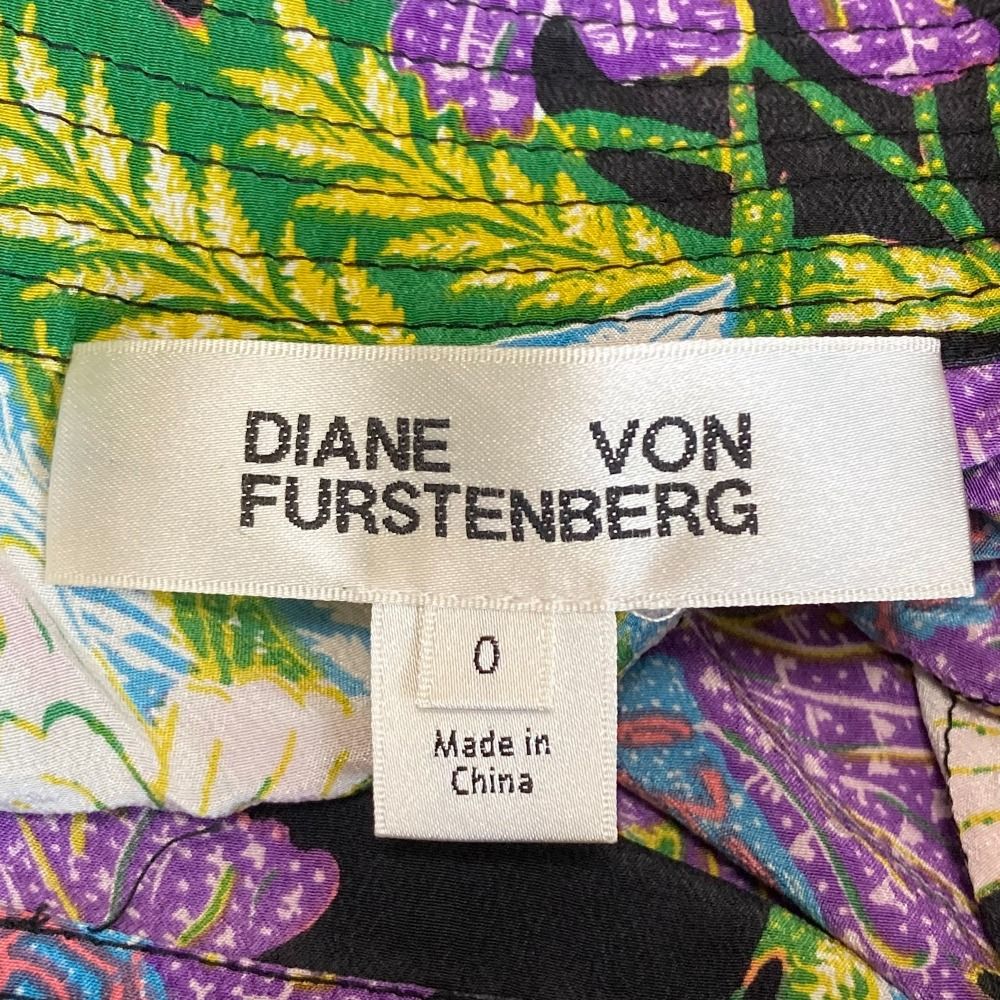 DIANE VON
FURSTENBERG
0
Made in
China